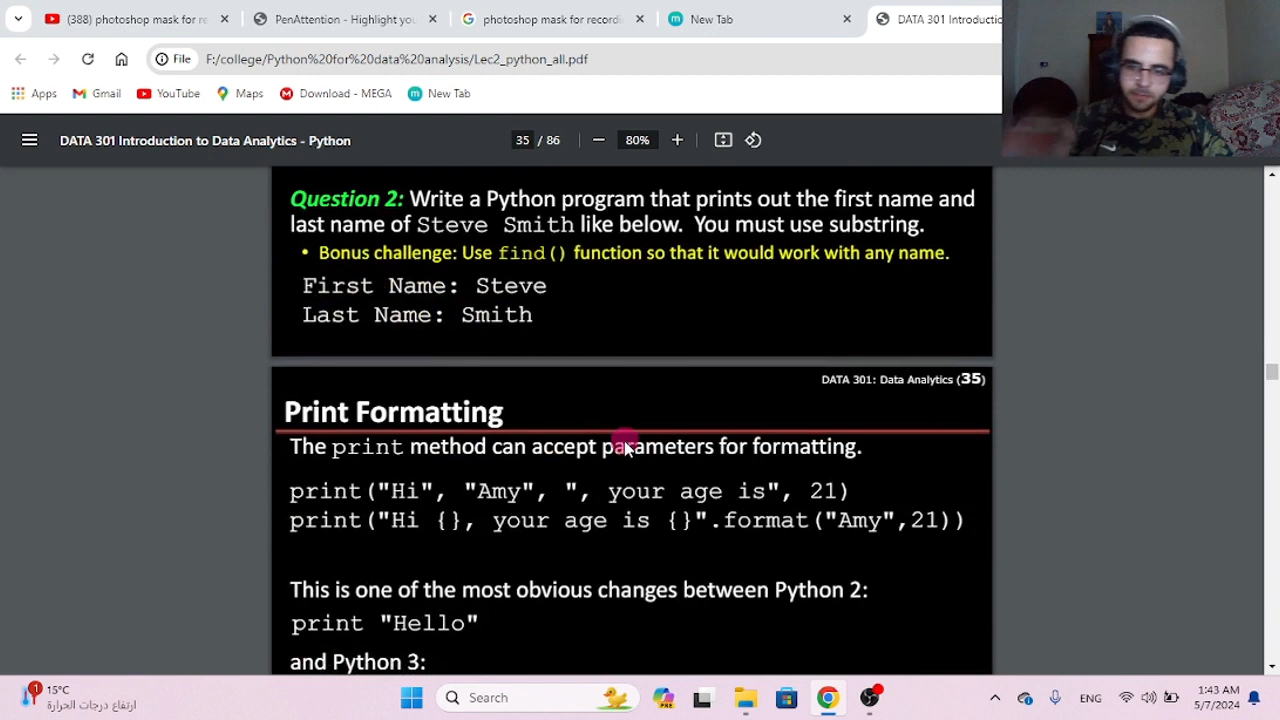 (388) photoshop mask for re
PenAttention - Highlight you
photoshop mask for recordi
New Tab
DATA 301 Introductio
File
F:/college/Python%20for%20data%20analysis/Lec2_python_all.pdf
Apps
Gmail
YouTube
Maps
Download - MEGA
New Tab
DATA 301 Introduction to Data Analytics - Python
35 / 86
80%
Question 2: Write a Python program that prints out the first name and
last name of Steve Smith like below. You must use substring.
• Bonus challenge: Use find() function so that it would work with any name.
First Name: Steve
Last Name: Smith
DATA 301: Data Analytics (35)
Print Formatting
The print method can accept parameters for formatting.
print("Hi", "Amy", ", your age is", 21)
print("Hi {}, your age is {}".format("Amy",21))
This is one of the most obvious changes between Python 2:
print "Hello"
and Python 3:
1
15°C
ارتفاع درجات الحرارة
Search
PRE
ENG
1:43 AM
5/7/2024